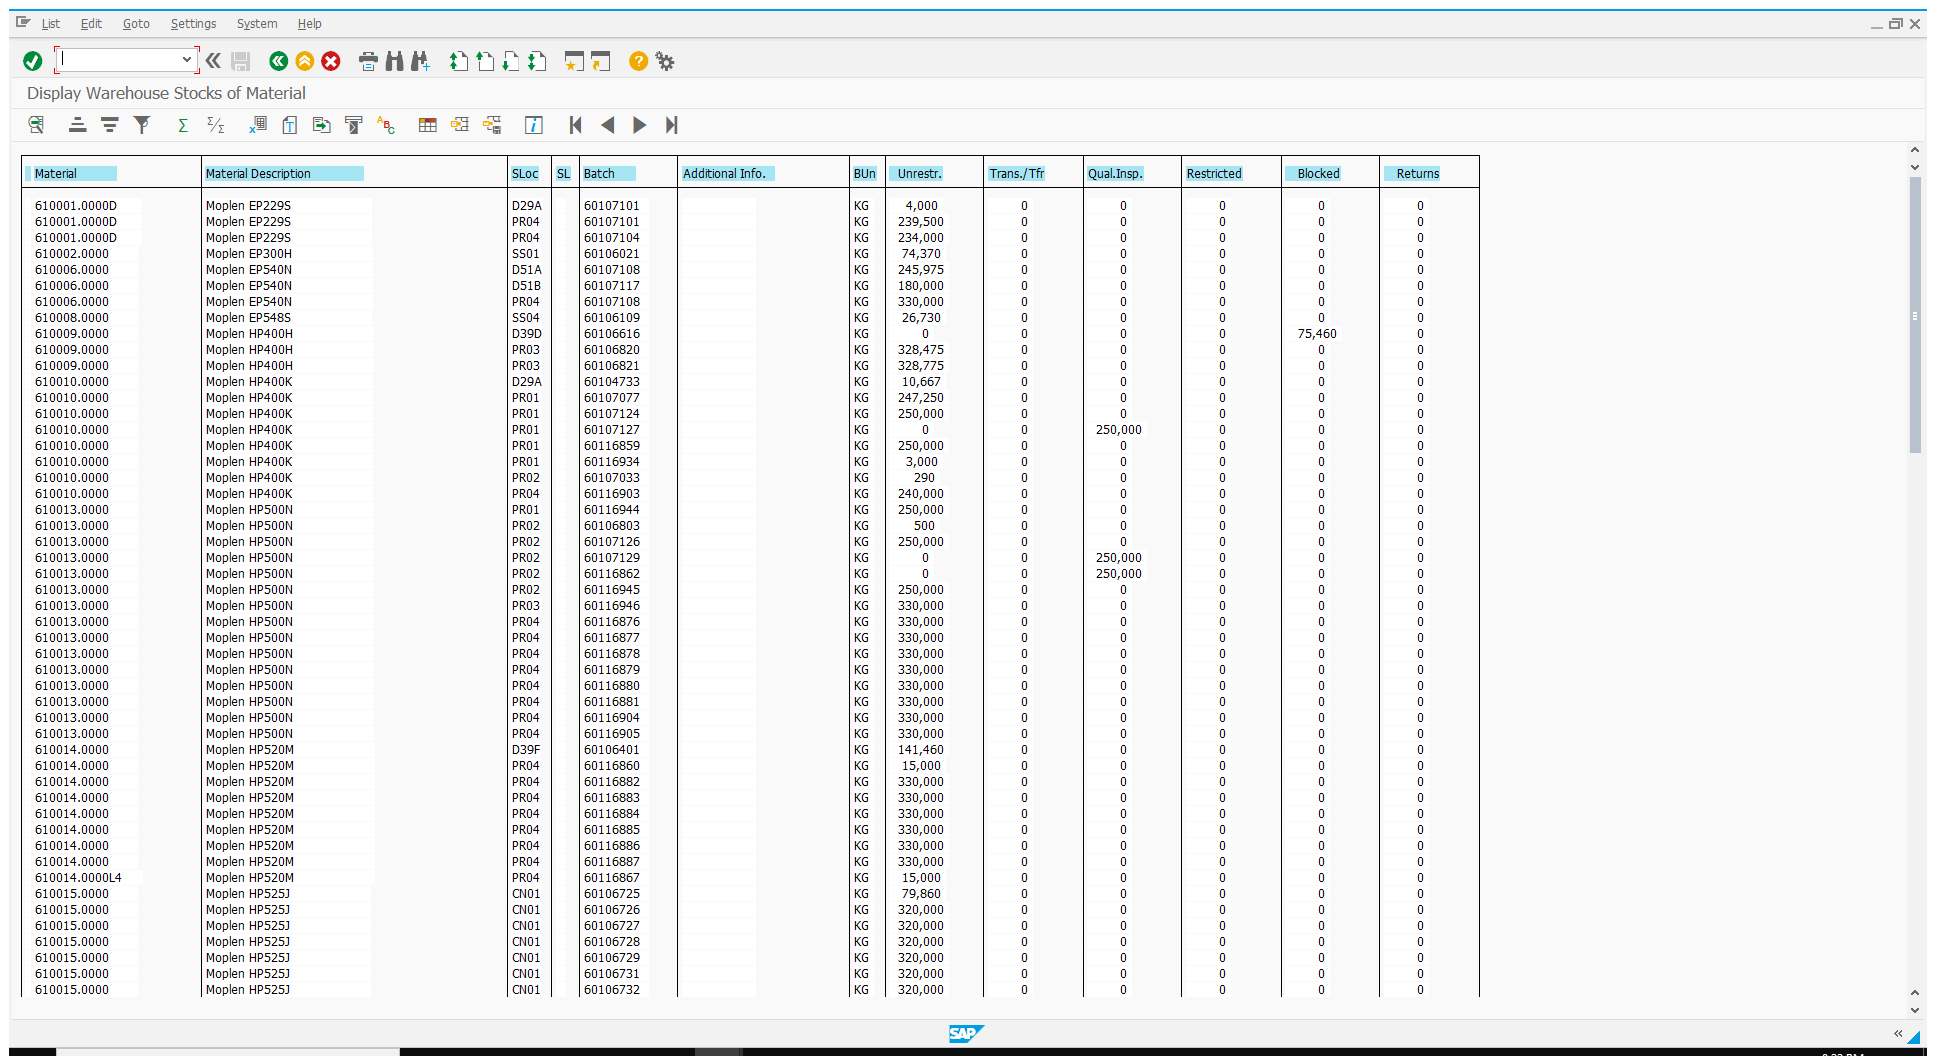 List Edit Goto Settings System Help
Display Warehouse Stocks of Material
Material Material Description SLoc SL Batch Additional Info. BUn Unrestr. Trans./Tfr Qual.Insp. Restricted Blocked Returns
610001.0000D Moplen EP229S D29A 60107101 KG 4,000 0 0 0 0 0
610001.0000D Moplen EP229S PR04 60107101 KG 239,500 0 0 0 0 0
610001.0000D Moplen EP229S PR04 60107104 KG 234,000 0 0 0 0 0
610002.0000 Moplen EP300H SS01 60106021 KG 74,370 0 0 0 0 0
610006.0000 Moplen EP540N D51A 60107108 KG 245,975 0 0 0 0 0
610006.0000 Moplen EP540N D51B 60107117 KG 180,000 0 0 0 0 0
610006.0000 Moplen EP540N PR04 60107108 KG 330,000 0 0 0 0 0
610008.0000 Moplen EP548S SS04 60106109 KG 26,730 0 0 0 0 0
610009.0000 Moplen HP400H D39D 60106616 KG 0 0 0 0 75,460 0
610009.0000 Moplen HP400H PR03 60106820 KG 328,475 0 0 0 0 0
610009.0000 Moplen HP400H PR03 60106821 KG 328,775 0 0 0 0 0
610010.0000 Moplen HP400K D29A 60104733 KG 10,667 0 0 0 0 0
610010.0000 Moplen HP400K PR01 60107077 KG 247,250 0 0 0 0 0
610010.0000 Moplen HP400K PR01 60107124 KG 250,000 0 0 0 0 0
610010.0000 Moplen HP400K PR01 60107127 KG 0 0 250,000 0 0 0
610010.0000 Moplen HP400K PR01 60116859 KG 250,000 0 0 0 0 0
610010.0000 Moplen HP400K PR01 60116934 KG 3,000 0 0 0 0 0
610010.0000 Moplen HP400K PR02 60107033 KG 290 0 0 0 0 0
610010.0000 Moplen HP400K PR04 60116903 KG 240,000 0 0 0 0 0
610013.0000 Moplen HP500N PR01 60116944 KG 250,000 0 0 0 0 0
610013.0000 Moplen HP500N PR02 60106803 KG 500 0 0 0 0 0
610013.0000 Moplen HP500N PR02 60107126 KG 250,000 0 0 0 0 0
610013.0000 Moplen HP500N PR02 60107129 KG 0 0 250,000 0 0 0
610013.0000 Moplen HP500N PR02 60116862 KG 0 0 250,000 0 0 0
610013.0000 Moplen HP500N PR02 60116945 KG 250,000 0 0 0 0 0
610013.0000 Moplen HP500N PR03 60116946 KG 330,000 0 0 0 0 0
610013.0000 Moplen HP500N PR04 60116876 KG 330,000 0 0 0 0 0
610013.0000 Moplen HP500N PR04 60116877 KG 330,000 0 0 0 0 0
610013.0000 Moplen HP500N PR04 60116878 KG 330,000 0 0 0 0 0
610013.0000 Moplen HP500N PR04 60116879 KG 330,000 0 0 0 0 0
610013.0000 Moplen HP500N PR04 60116880 KG 330,000 0 0 0 0 0
610013.0000 Moplen HP500N PR04 60116881 KG 330,000 0 0 0 0 0
610013.0000 Moplen HP500N PR04 60116904 KG 330,000 0 0 0 0 0
610013.0000 Moplen HP500N PR04 60116905 KG 330,000 0 0 0 0 0
610014.0000 Moplen HP520M D39F 60106401 KG 141,460 0 0 0 0 0
610014.0000 Moplen HP520M PR04 60116860 KG 15,000 0 0 0 0 0
610014.0000 Moplen HP520M PR04 60116882 KG 330,000 0 0 0 0 0
610014.0000 Moplen HP520M PR04 60116883 KG 330,000 0 0 0 0 0
610014.0000 Moplen HP520M PR04 60116884 KG 330,000 0 0 0 0 0
610014.0000 Moplen HP520M PR04 60116885 KG 330,000 0 0 0 0 0
610014.0000 Moplen HP520M PR04 60116886 KG 330,000 0 0 0 0 0
610014.0000 Moplen HP520M PR04 60116887 KG 330,000 0 0 0 0 0
610014.0000L4 Moplen HP520M PR04 60116867 KG 15,000 0 0 0 0 0
610015.0000 Moplen HP525J CN01 60106725 KG 79,860 0 0 0 0 0
610015.0000 Moplen HP525J CN01 60106726 KG 320,000 0 0 0 0 0
610015.0000 Moplen HP525J CN01 60106727 KG 320,000 0 0 0 0 0
610015.0000 Moplen HP525J CN01 60106728 KG 320,000 0 0 0 0 0
610015.0000 Moplen HP525J CN01 60106729 KG 320,000 0 0 0 0 0
610015.0000 Moplen HP525J CN01 60106731 KG 320,000 0 0 0 0 0
610015.0000 Moplen HP525J CN01 60106732 KG 320,000 0 0 0 0 0
SAP